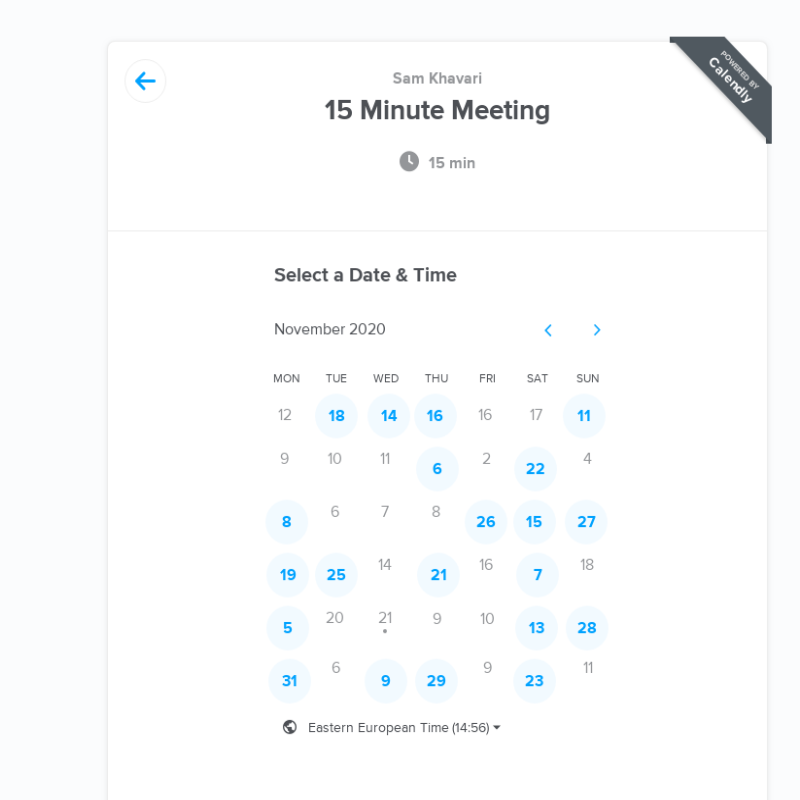 Sam Khavari
POWERED BY
Calendly
15 Minute Meeting
15 min
Select a Date & Time
November 2020
MON TUE WED THU FRI SAT SUN
12 18 14 16 16 17 11
9 10 11 6 2 22 4
8 6 7 8 26 15 27
19 25 14 21 16 7 18
5 20 21 9 10 13 28
31 6 9 29 9 23 11
Eastern European Time (14:56)